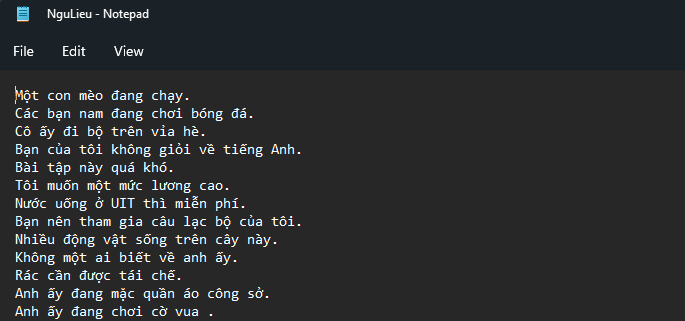 NguLieu - Notepad
File Edit View
Một con mèo đang chạy.
Các bạn nam đang chơi bóng đá.
Cô ấy đi bộ trên vỉa hè.
Bạn của tôi không giỏi về tiếng Anh.
Bài tập này quá khó.
Tôi muốn một mức lương cao.
Nước uống ở UIT thì miễn phí.
Bạn nên tham gia câu lạc bộ của tôi.
Nhiều động vật sống trên cây này.
Không một ai biết về anh ấy.
Rác cần được tái chế.
Anh ấy đang mặc quần áo công sở.
Anh ấy đang chơi cờ vua .